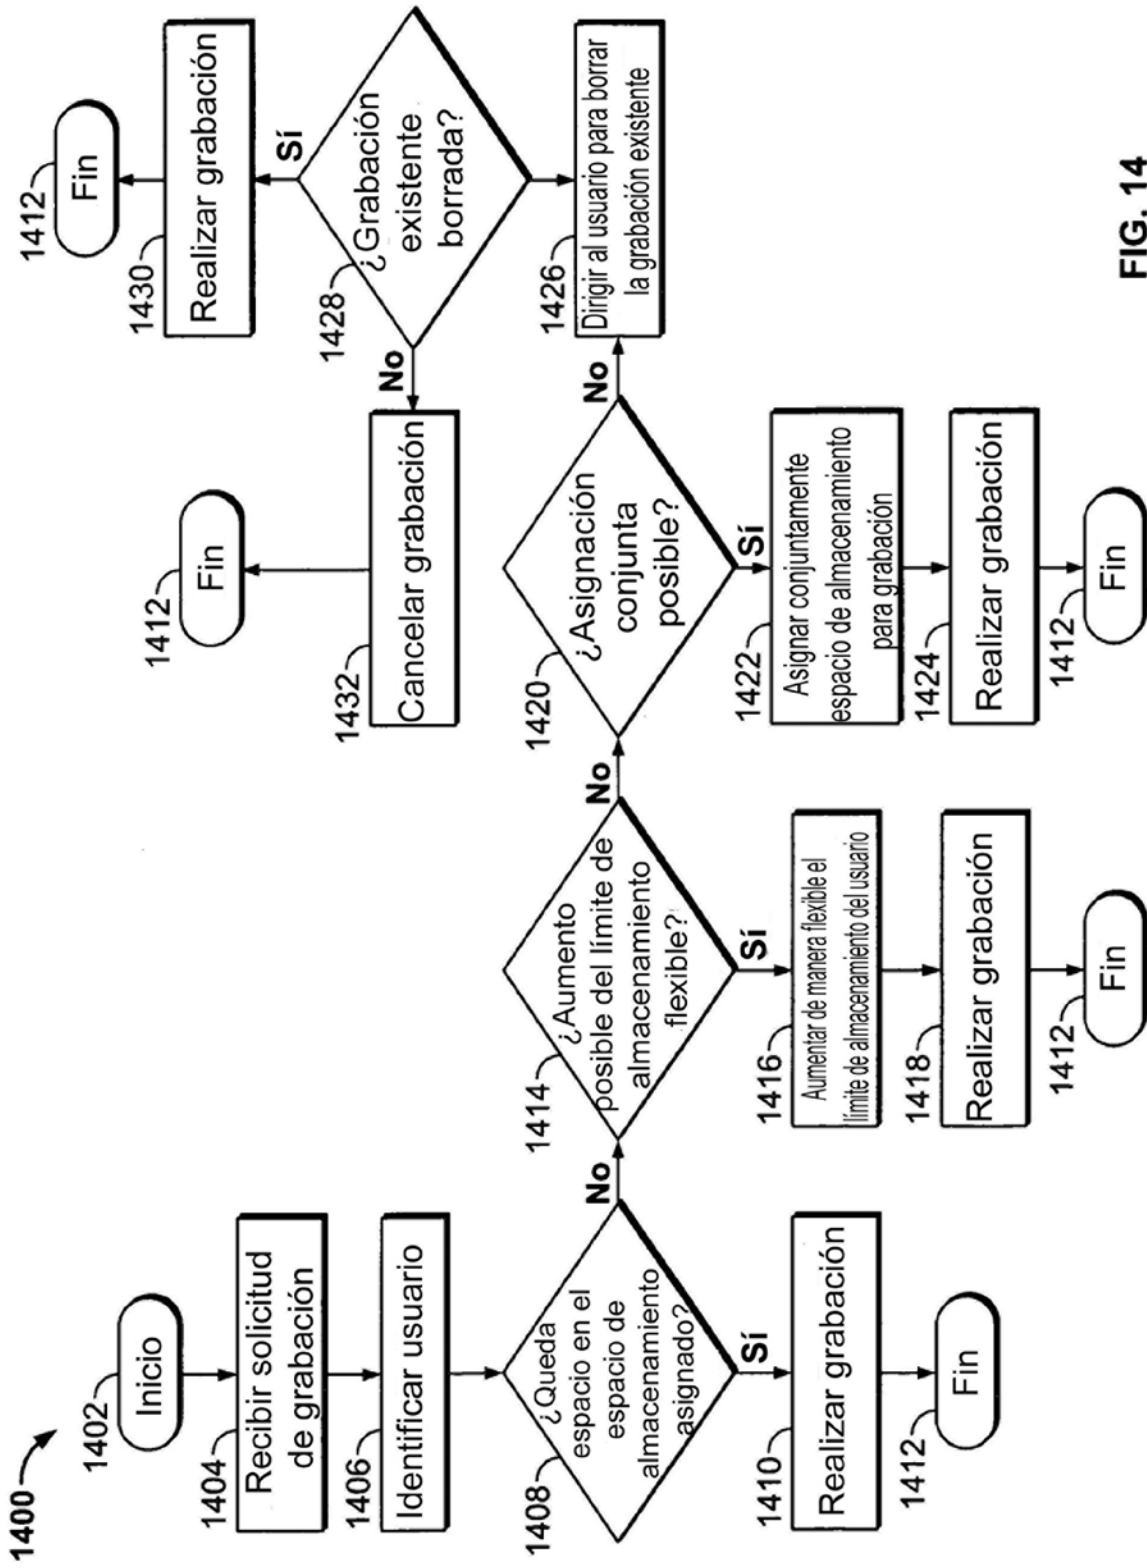 1400
1402
Inicio
1404
Recibir solicitud
de grabación
1406
Identificar usuario
1408
¿Queda
espacio en el
espacio de
almacenamiento
asignado?
Sí
1410
Realizar grabación
1412
Fin
No
1414
¿Aumento
posible del límite de
almacenamiento
flexible?
Sí
1416
Aumentar de manera flexible el
límite de almacenamiento del usuario
1418
Realizar grabación
1412
Fin
No
1420
¿Asignación
conjunta
posible?
Sí
1422
Asignar conjuntamente
espacio de almacenamiento
para grabación
1424
Realizar grabación
1412
Fin
No
1426
Dirigir al usuario para borrar
la grabación existente
1428
¿Grabación
existente
borrada?
Sí
1430
Realizar grabación
1412
Fin
No
1432
Cancelar grabación
1412
Fin
FIG. 14